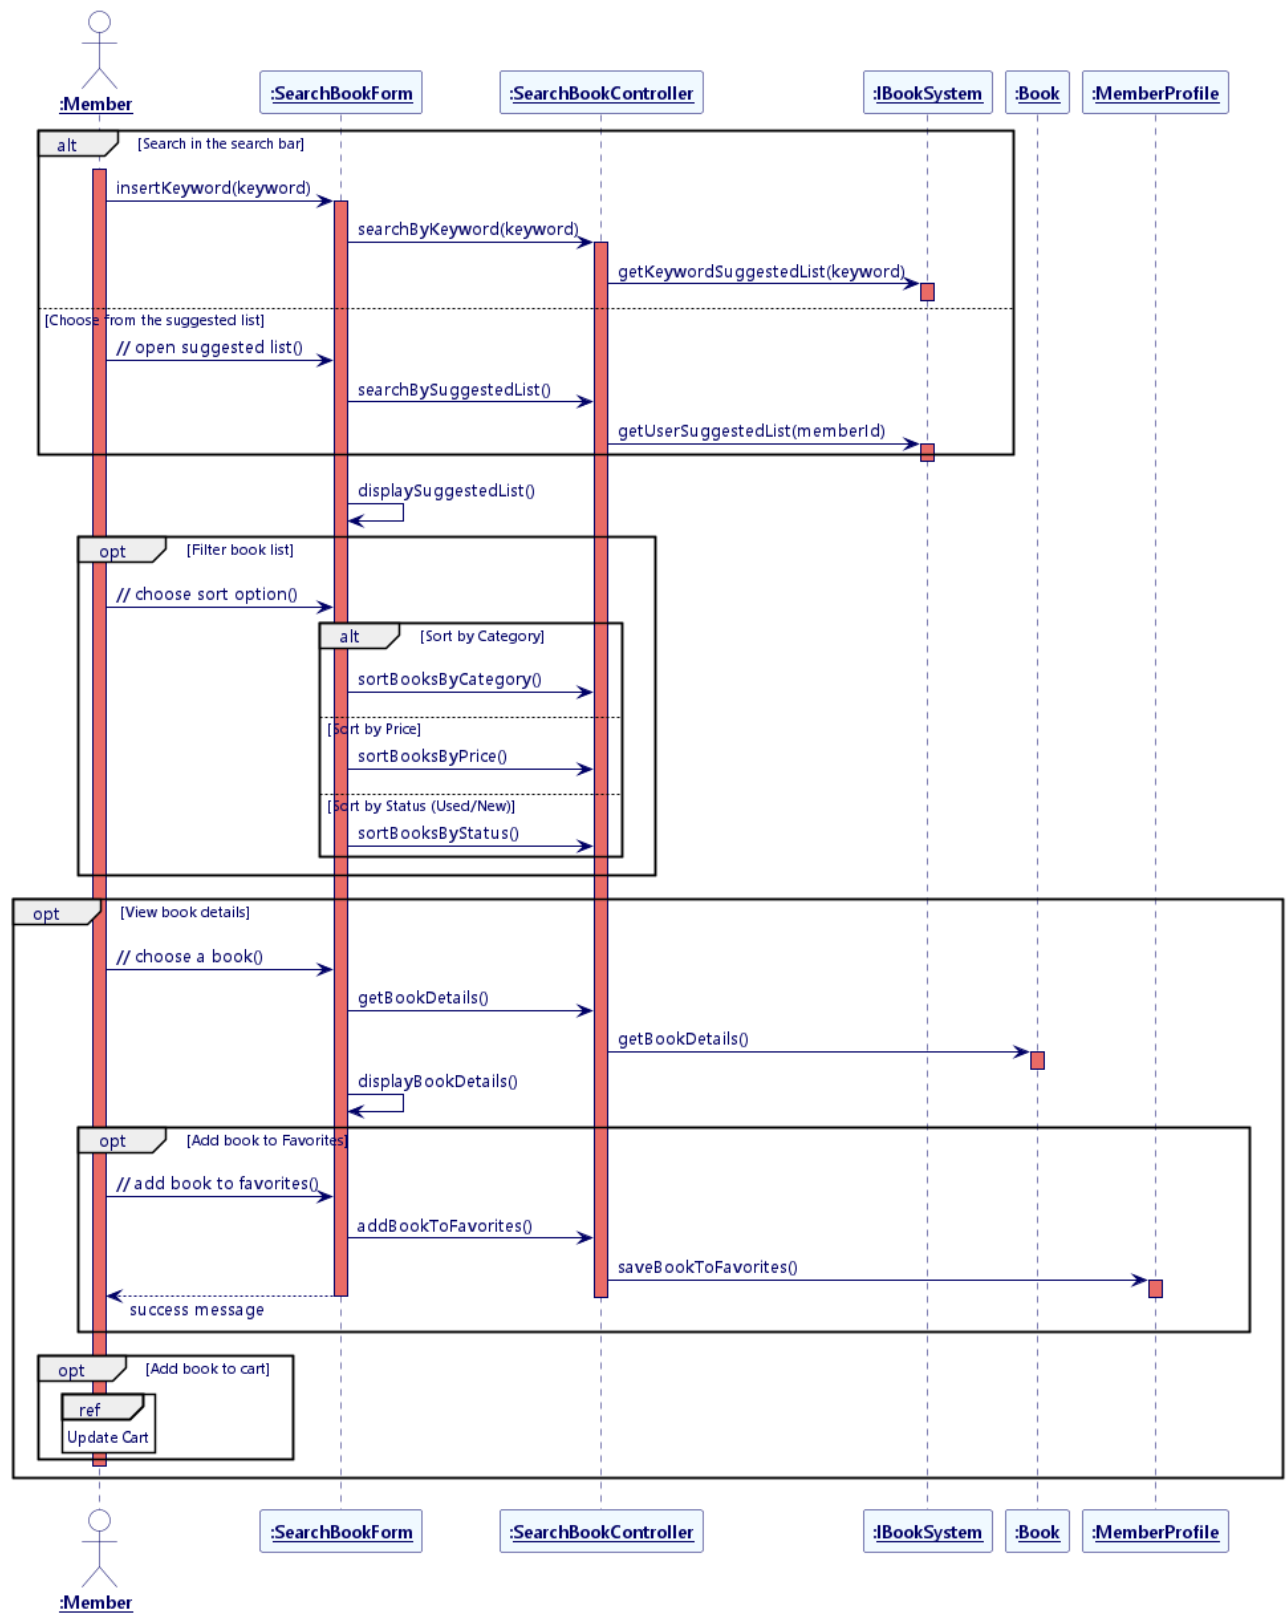 :Member
:SearchBookForm
:SearchBookController
:IBookSystem
:Book
:MemberProfile
alt
[Search in the search bar]
insertKeyword(keyword)
searchByKeyword(keyword)
getKeywordSuggestedList(keyword)
[Choose from the suggested list]
// open suggested list()
searchBySuggestedList()
getUserSuggestedList(memberId)
displaySuggestedList()
opt
[Filter book list]
// choose sort option()
alt
[Sort by Category]
sortBooksByCategory()
[Sort by Price]
sortBooksByPrice()
[Sort by Status (Used/New)]
sortBooksByStatus()
opt
[View book details]
// choose a book()
getBookDetails()
getBookDetails()
displayBookDetails()
opt
[Add book to Favorites]
// add book to favorites()
addBookToFavorites()
saveBookToFavorites()
success message
opt
[Add book to cart]
ref
Update Cart
:Member
:SearchBookForm
:SearchBookController
:IBookSystem
:Book
:MemberProfile